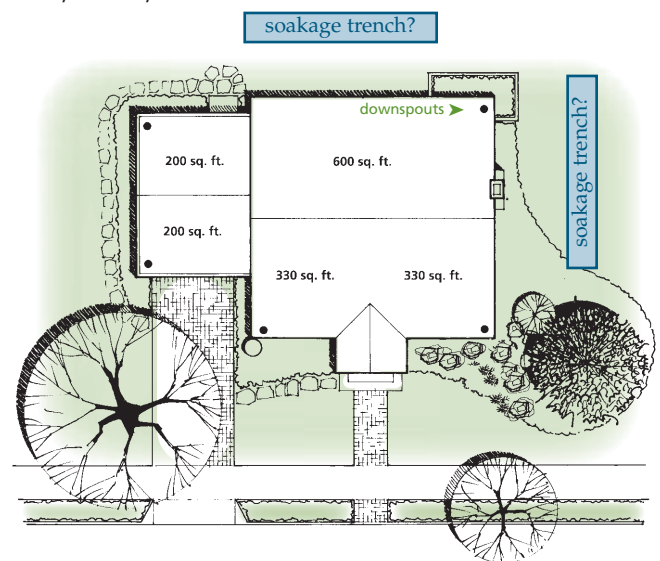 soakage trench?
downspouts ➤
soakage trench?
200 sq. ft.
600 sq. ft.
200 sq. ft.
330 sq. ft.
330 sq. ft.